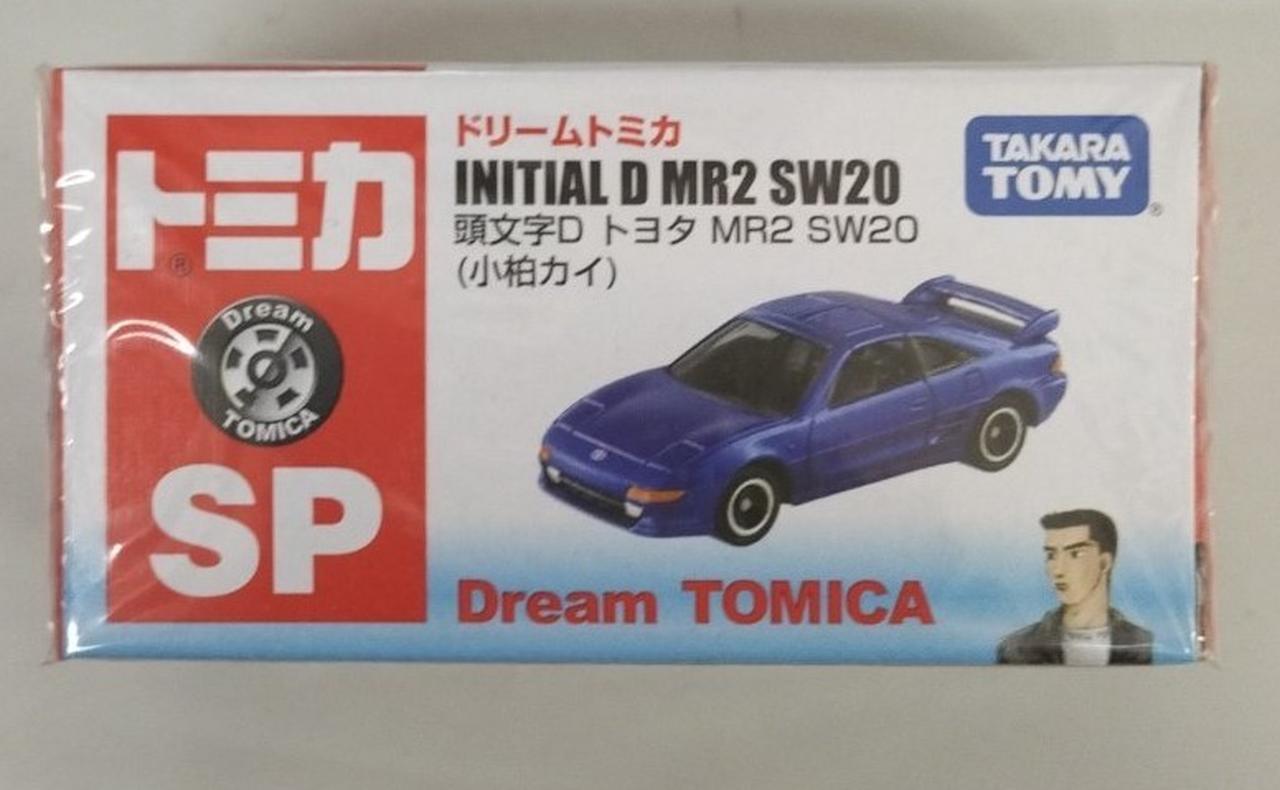 トミカ
®
Dream
TOMICA
SP
ドリームトミカ
INITIAL D MR2 SW20
頭文字D トヨタ MR2 SW20
(小柏カイ)
Dream TOMICA
TAKARA
TOMY
®